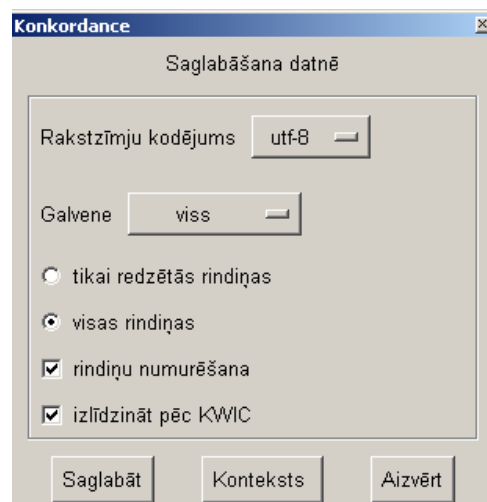 Konkordance
Saglabāšana datnē
Rakstzīmju kodējums utf-8
Galvene viss
tikai redzētās rindiņas
visas rindiņas
rindiņu numurēšana
izlīdzināt pēc KWIC
Saglabāt Konteksts Aizvērt